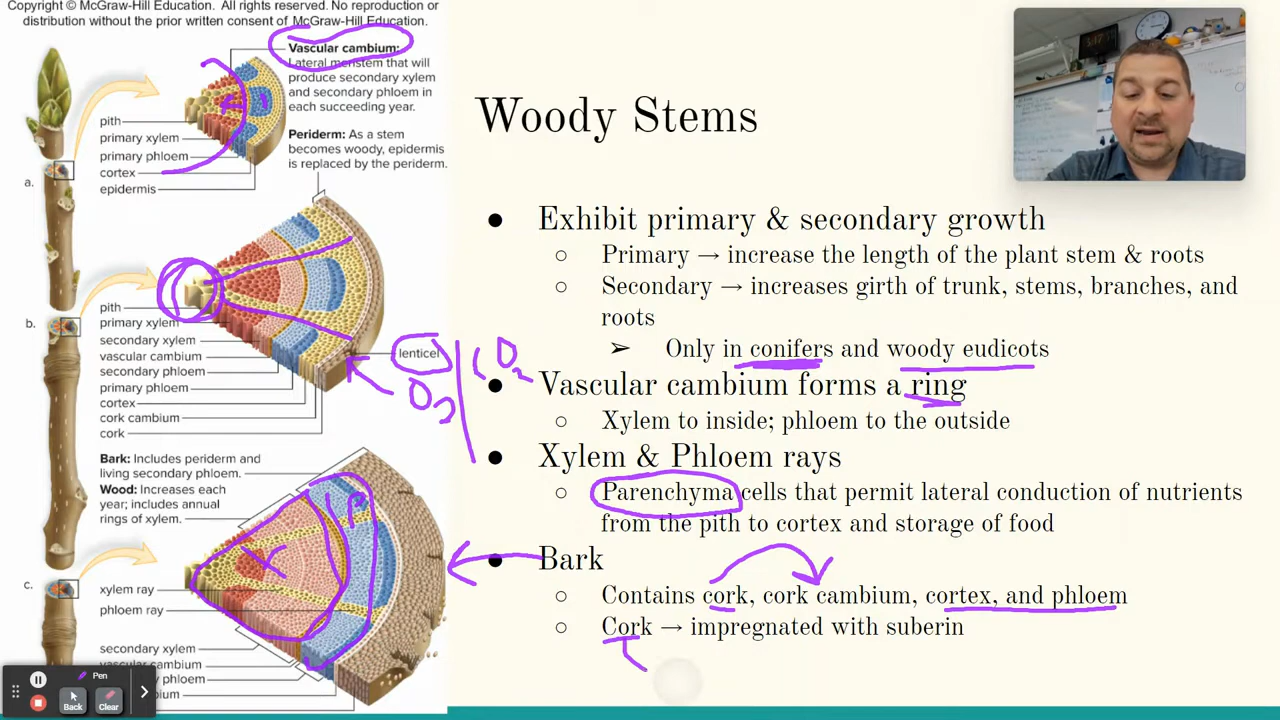 Copyright © McGraw-Hill Education. All rights reserved. No reproduction or
distribution without the prior written consent of McGraw-Hill Education.
Vascular cambium:
Lateral meristem that will
produce secondary xylem
and secondary phloem in
each succeeding year.
pith
primary xylem
primary phloem
cortex
epidermis
a.
Periderm: As a stem
becomes woody, epidermis
is replaced by the periderm.
pith
b.
primary xylem
secondary xylem
vascular cambium
secondary phloem
primary phloem
cortex
cork cambium
cork
lenticel
O2
CO2
Bark: Includes periderm and
living secondary phloem.
Wood: Increases each
year; includes annual
rings of xylem.
X
P
c.
xylem ray
phloem ray
secondary xylem
vascular cambium
phloem
bium
Pen
Back
Clear
Woody Stems
● Exhibit primary & secondary growth
○ Primary → increase the length of the plant stem & roots
○ Secondary → increases girth of trunk, stems, branches, and
roots
➢ Only in conifers and woody eudicots
● Vascular cambium forms a ring
○ Xylem to inside; phloem to the outside
● Xylem & Phloem rays
○ Parenchyma cells that permit lateral conduction of nutrients
from the pith to cortex and storage of food
● Bark
○ Contains cork, cork cambium, cortex, and phloem
○ Cork → impregnated with suberin